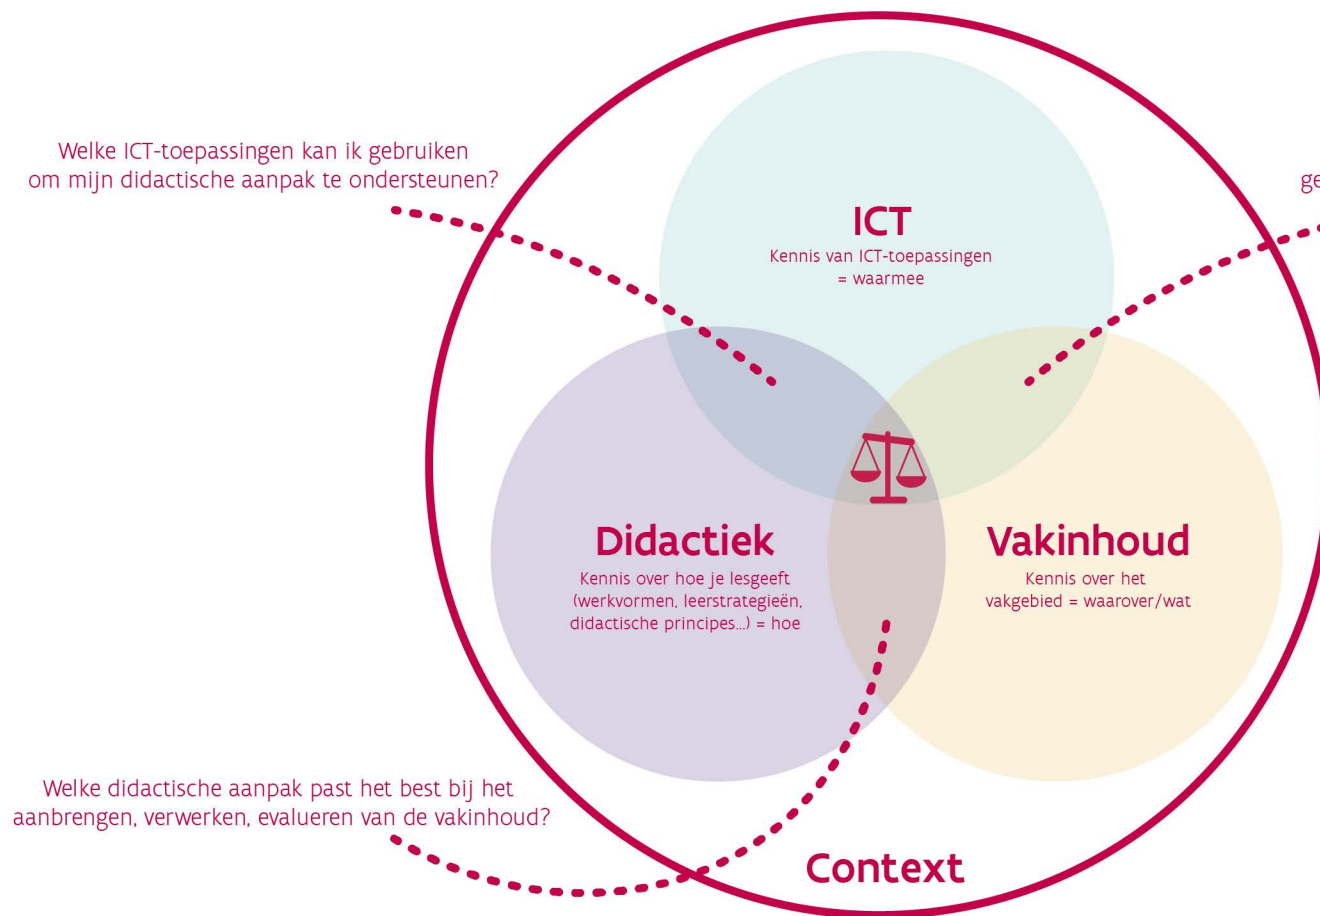 Welke ICT-toepassingen kan ik gebruiken
om mijn didactische aanpak te ondersteunen?
ICT
Kennis van ICT-toepassingen
= waarmee
Didactiek
Kennis over hoe je lesgeeft
(werkvormen, leerstrategieën,
didactische principes...) = hoe
Vakinhoud
Kennis over het
vakgebied = waarover/wat
Welke didactische aanpak past het best bij het
aanbrengen, verwerken, evalueren van de vakinhoud?
Context